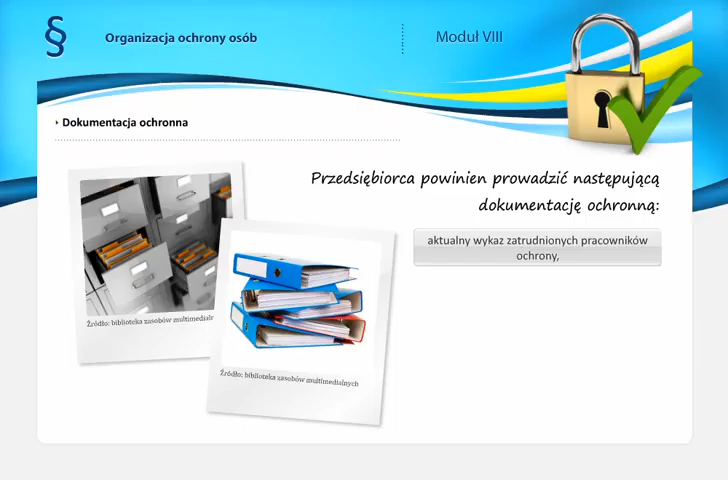 §
Organizacja ochrony osób
Moduł VIII
Dokumentacja ochronna
Przedsiębiorca powinien prowadzić następującą
dokumentację ochronną:
aktualny wykaz zatrudnionych pracowników
ochrony,
Źródło: biblioteka zasobów
Źródło: biblioteka zasobów multimedialnych